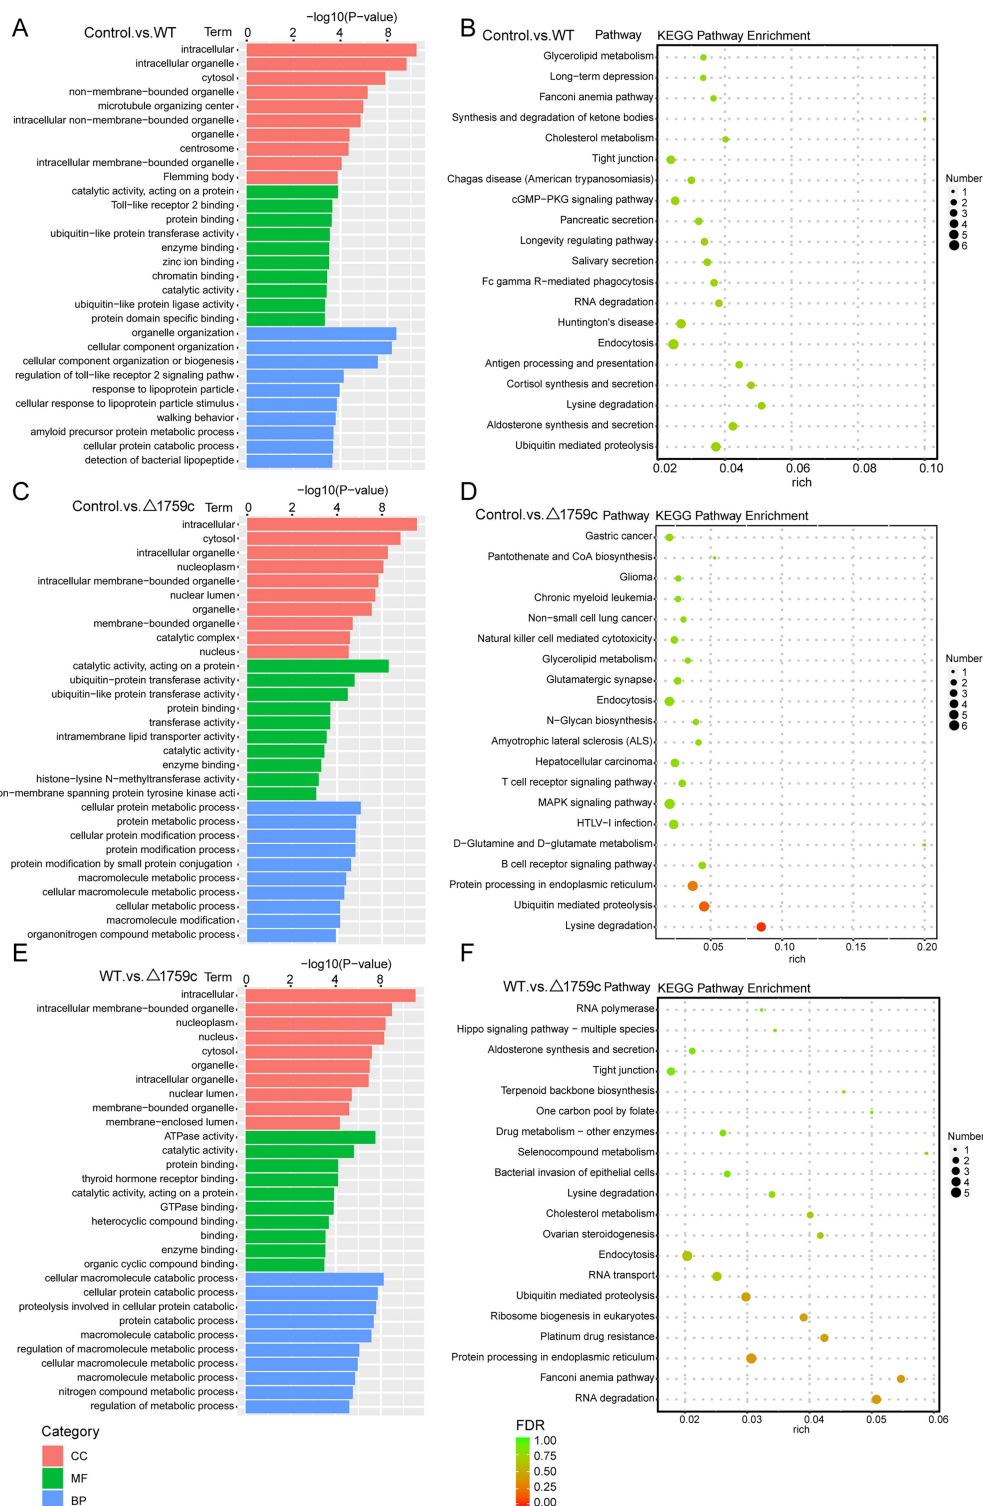 A
Control.vs.WT
Term
−log10(P−value)
0 2 4 8
intracellular
intracellular organelle
cytosol
non−membrane−bounded organelle
microtubule organizing center
intracellular non−membrane−bounded organelle
organelle
centrosome
intracellular membrane−bounded organelle
Flemming body
catalytic activity, acting on a protein
Toll−like receptor 2 binding
protein binding
ubiquitin−like protein transferase activity
enzyme binding
zinc ion binding
chromatin binding
catalytic activity
ubiquitin−like protein ligase activity
protein domain specific binding
organelle organization
cellular component organization
cellular component organization or biogenesis
regulation of toll−like receptor 2 signaling pathw
response to lipoprotein particle
cellular response to lipoprotein particle stimulus
walking behavior
amyloid precursor protein metabolic process
cellular protein catabolic process
detection of bacterial lipopeptide
B
Control.vs.WT
Pathway
KEGG Pathway Enrichment
Glycerolipid metabolism
Long−term depression
Fanconi anemia pathway
Synthesis and degradation of ketone bodies
Cholesterol metabolism
Tight junction
Chagas disease (American trypanosomiasis)
cGMP−PKG signaling pathway
Pancreatic secretion
Longevity regulating pathway
Salivary secretion
Fc gamma R−mediated phagocytosis
RNA degradation
Huntington's disease
Endocytosis
Antigen processing and presentation
Cortisol synthesis and secretion
Lysine degradation
Aldosterone synthesis and secretion
Ubiquitin mediated proteolysis
0.02 0.04 0.06 0.08 0.10
rich
Number
1
2
3
4
5
6
C
Control.vs.△1759c
Term
−log10(P−value)
0 2 4 8
intracellular
cytosol
intracellular organelle
nucleoplasm
intracellular membrane−bounded organelle
nuclear lumen
organelle
membrane−bounded organelle
catalytic complex
nucleus
catalytic activity, acting on a protein
ubiquitin−protein transferase activity
ubiquitin−like protein transferase activity
protein binding
transferase activity
intramembrane lipid transporter activity
catalytic activity
enzyme binding
histone−lysine N−methyltransferase activity
on−membrane spanning protein tyrosine kinase acti
cellular protein metabolic process
protein metabolic process
cellular protein modification process
protein modification process
protein modification by small protein conjugation
macromolecule metabolic process
cellular macromolecule metabolic process
cellular metabolic process
macromolecule modification
organonitrogen compound metabolic process
D
Control.vs.△1759c
Pathway
KEGG Pathway Enrichment
Gastric cancer
Pantothenate and CoA biosynthesis
Glioma
Chronic myeloid leukemia
Non−small cell lung cancer
Natural killer cell mediated cytotoxicity
Glycerolipid metabolism
Glutamatergic synapse
Endocytosis
N−Glycan biosynthesis
Amyotrophic lateral sclerosis (ALS)
Hepatocellular carcinoma
T cell receptor signaling pathway
MAPK signaling pathway
HTLV−I infection
D−Glutamine and D−glutamate metabolism
B cell receptor signaling pathway
Protein processing in endoplasmic reticulum
Ubiquitin mediated proteolysis
Lysine degradation
0.05 0.10 0.15 0.20
rich
Number
1
2
3
4
5
6
E
WT.vs.△1759c
Term
−log10(P−value)
0 2 4 8
intracellular
intracellular membrane−bounded organelle
nucleoplasm
nucleus
cytosol
organelle
intracellular organelle
nuclear lumen
membrane−bounded organelle
membrane−enclosed lumen
ATPase activity
catalytic activity
protein binding
thyroid hormone receptor binding
catalytic activity, acting on a protein
GTPase binding
heterocyclic compound binding
binding
enzyme binding
organic cyclic compound binding
cellular macromolecule catabolic process
cellular protein catabolic process
proteolysis involved in cellular protein catabolic
protein catabolic process
macromolecule catabolic process
regulation of macromolecule metabolic process
cellular macromolecule metabolic process
macromolecule metabolic process
nitrogen compound metabolic process
regulation of metabolic process
Category
CC
MF
BP
F
WT.vs.△1759c
Pathway
KEGG Pathway Enrichment
RNA polymerase
Hippo signaling pathway − multiple species
Aldosterone synthesis and secretion
Tight junction
Terpenoid backbone biosynthesis
One carbon pool by folate
Drug metabolism − other enzymes
Selenocompound metabolism
Bacterial invasion of epithelial cells
Lysine degradation
Cholesterol metabolism
Ovarian steroidogenesis
Endocytosis
RNA transport
Ubiquitin mediated proteolysis
Ribosome biogenesis in eukaryotes
Platinum drug resistance
Protein processing in endoplasmic reticulum
Fanconi anemia pathway
RNA degradation
0.02 0.03 0.04 0.05 0.06
rich
Number
1
2
3
4
5
FDR
1.00
0.75
0.50
0.25
0.00